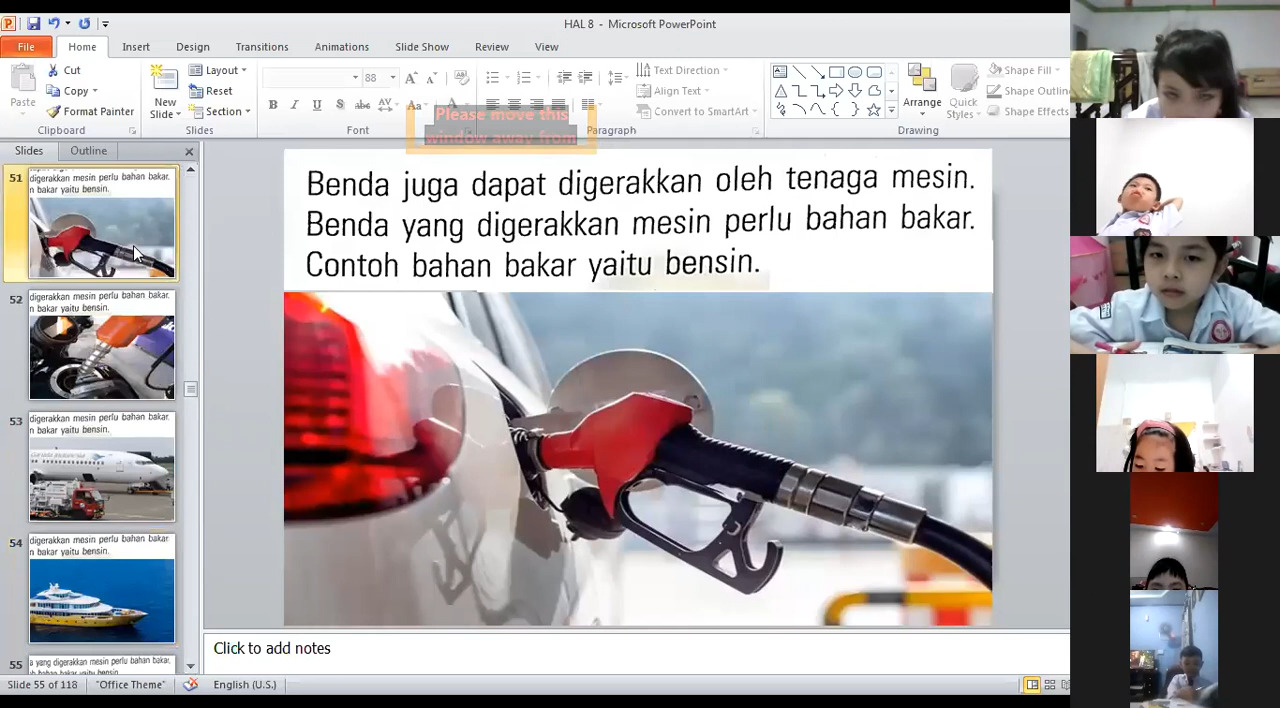 HAL 8 - Microsoft PowerPoint
File Home Insert Design Transitions Animations Slide Show Review View
Paste
Cut
Copy
Format Painter
Clipboard
New Slide
Layout
Reset
Section
Slides
88
B I U S abc AV Aa A
Font
Please move this
window away from
Paragraph
Text Direction
Align Text
Convert to SmartArt
Arrange
Quick Styles
Shape Fill
Shape Outline
Shape Effects
Drawing
Slides Outline
51
digerakkan mesin perlu bahan bakar.
n bakar yaitu bensin.
52
digerakkan mesin perlu bahan bakar.
n bakar yaitu bensin.
53
digerakkan mesin perlu bahan bakar.
n bakar yaitu bensin.
54
digerakkan mesin perlu bahan bakar.
n bakar yaitu bensin.
55
a yang digerakkan mesin perlu bahan bakar.
Benda juga dapat digerakkan oleh tenaga mesin.
Benda yang digerakkan mesin perlu bahan bakar.
Contoh bahan bakar yaitu bensin.
Click to add notes
Slide 55 of 118 "Office Theme" English (U.S.)